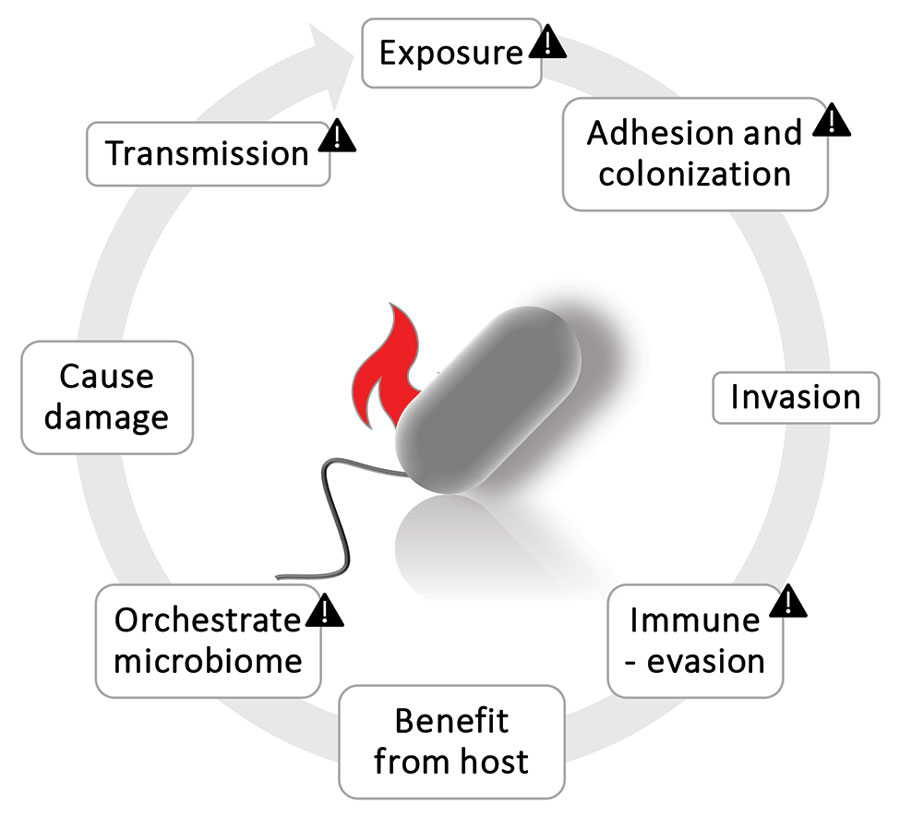 Exposure
Adhesion and
colonization
Invasion
Immune
- evasion
Benefit
from host
Orchestrate
microbiome
Cause
damage
Transmission